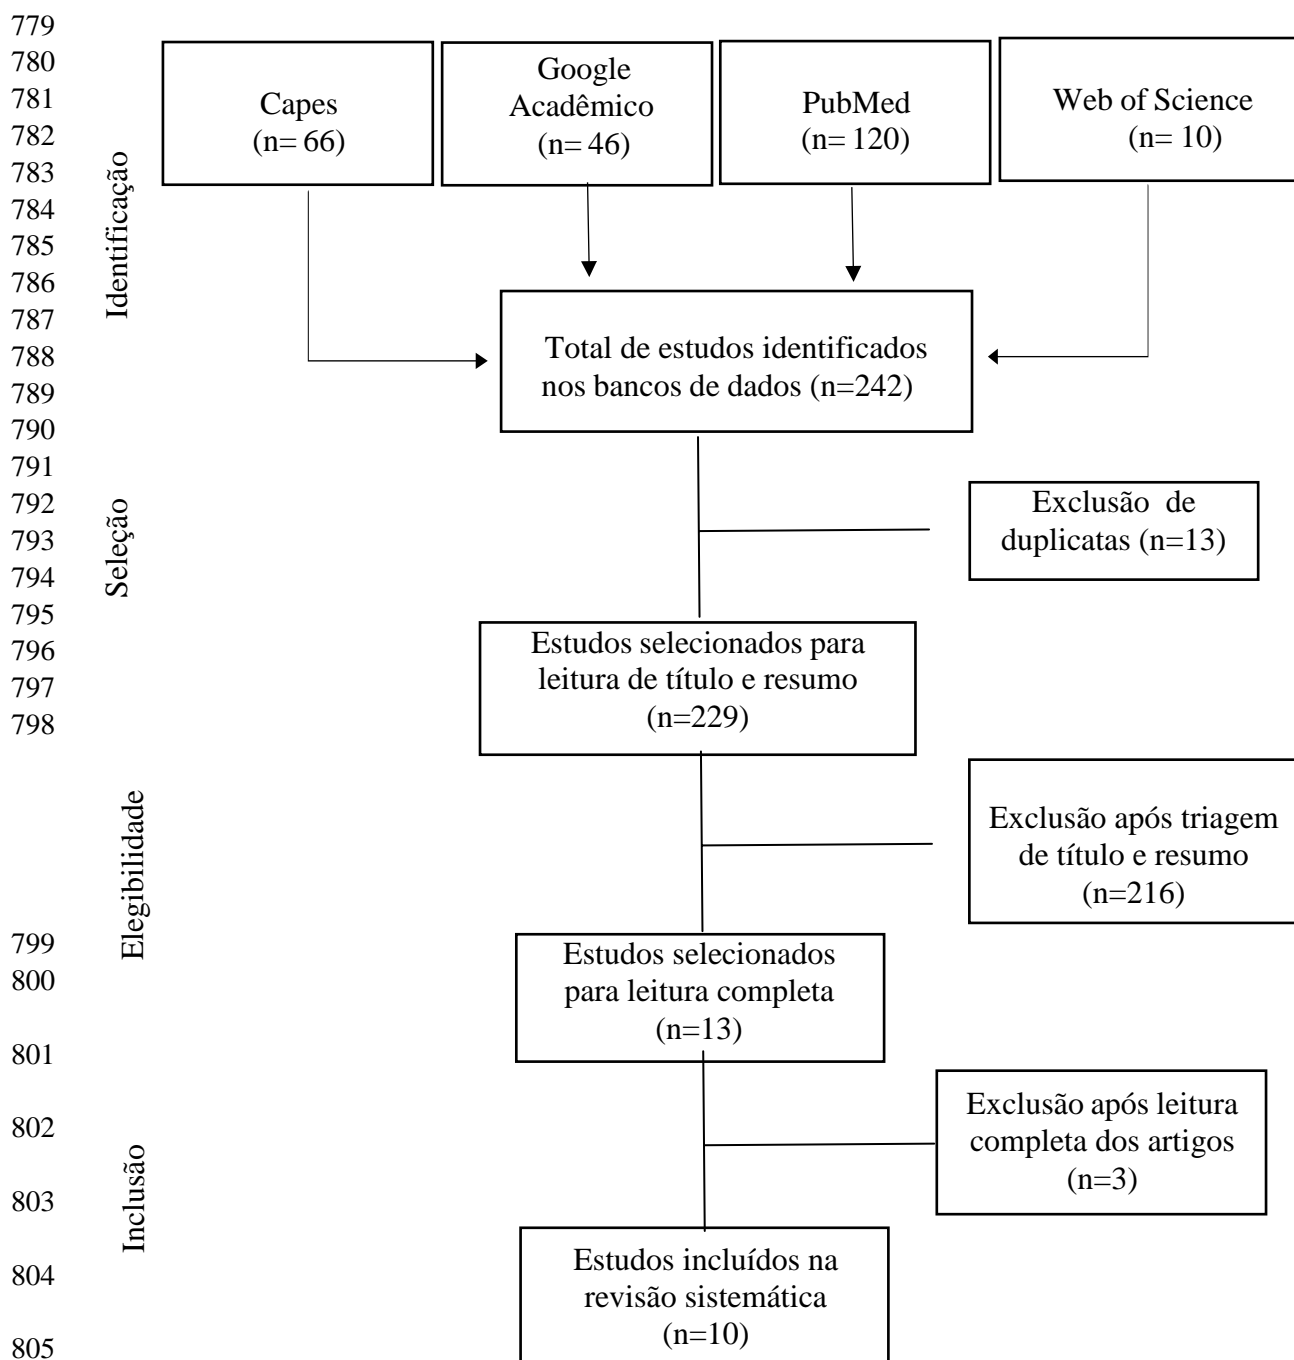 779
780
781
782
783
784
785
786
787
788
789
790
791
792
793
794
795
796
797
798
799
800
801
802
803
804
805
Identificação
Capes
(n= 66)
Google
Acadêmico
(n= 46)
PubMed
(n= 120)
Web of Science
(n= 10)
Total de estudos identificados
nos bancos de dados (n=242)
Seleção
Exclusão de
duplicatas (n=13)
Estudos selecionados para
leitura de título e resumo
(n=229)
Elegibilidade
Exclusão após triagem
de título e resumo
(n=216)
Estudos selecionados
para leitura completa
(n=13)
Inclusão
Exclusão após leitura
completa dos artigos
(n=3)
Estudos incluídos na
revisão sistemática
(n=10)